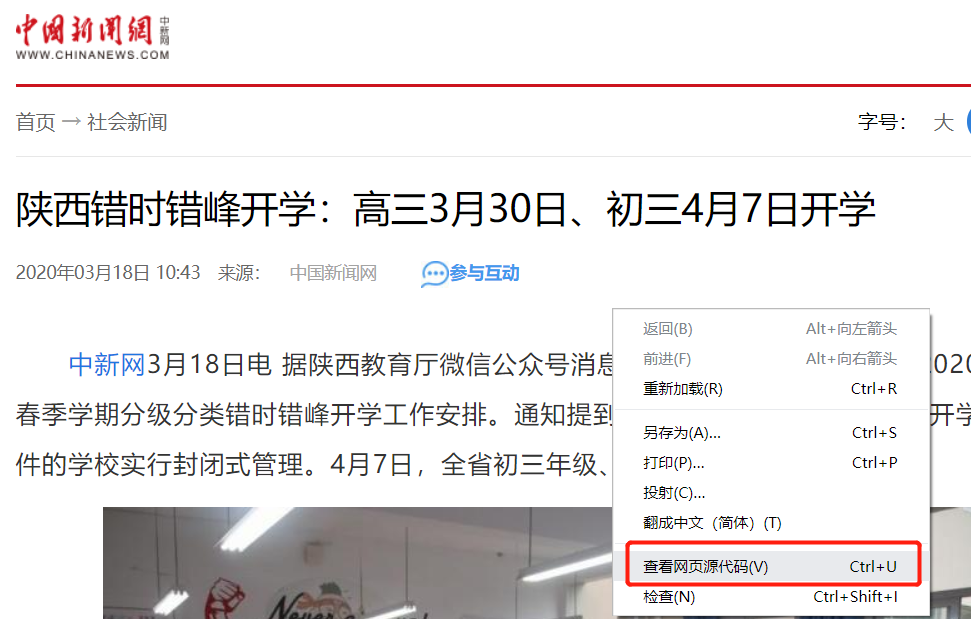 中國新聞網 中新网
WWW.CHINANEWS.COM
首页 → 社会新闻 字号： 大
陕西错时错峰开学：高三3月30日、初三4月7日开学
2020年03月18日 10:43 来源： 中国新闻网 参与互动
中新网3月18日电 据陕西教育厅微信公众号消息
春季学期分级分类错时错峰开学工作安排。通知提到 开学
件的学校实行封闭式管理。4月7日，全省初三年级、
返回(B) Alt+向左箭头
前进(F) Alt+向右箭头
重新加载(R) Ctrl+R
另存为(A)... Ctrl+S
打印(P)... Ctrl+P
投射(C)...
翻成中文（简体）(T)
查看网页源代码(V) Ctrl+U
检查(N) Ctrl+Shift+I
Never